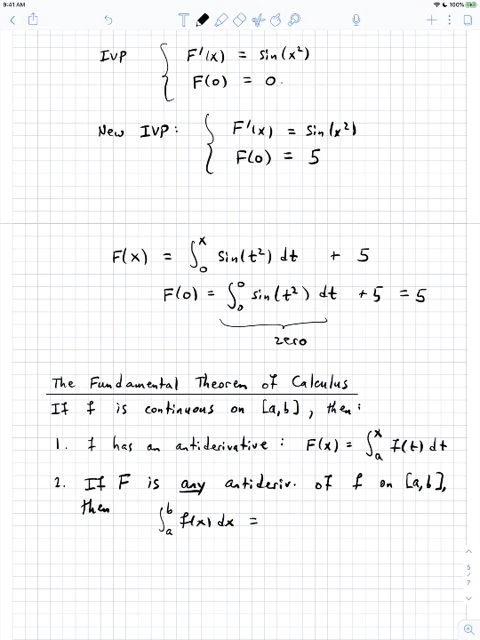 9:41 AM
100%
IVP { F'(x) = sin(x²)
F(0) = 0.
New IVP: { F'(x) = sin(x²)
F(0) = 5
F(x) = ∫₀ˣ sin(t²) dt + 5
F(0) = ∫₀⁰ sin(t²) dt + 5 = 5
zero
The Fundamental Theorem of Calculus
If f is continuous on [a,b], then:
1. f has an antiderivative: F(x) = ∫ₐˣ f(t) dt
2. If F is any antideriv. of f on [a,b],
then
∫ₐᵇ f(x) dx =
5
7